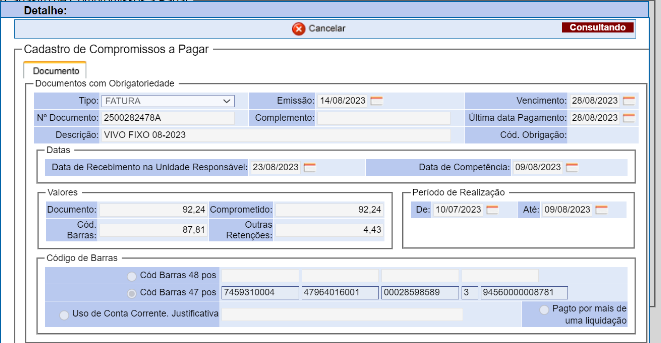 Detalhe:
Cancelar Consultando
Cadastro de Compromissos a Pagar
Documento
Documentos com Obrigatoriedade
Tipo: FATURA Emissão: 14/08/2023 Vencimento: 28/08/2023
Nº Documento: 2500282478A Complemento: Última data Pagamento: 28/08/2023
Descrição: VIVO FIXO 08-2023 Cód. Obrigação:
Datas
Data de Recebimento na Unidade Responsável: 23/08/2023 Data de Competência: 09/08/2023
Valores
Documento: 92,24 Comprometido: 92,24
Cód. Barras: 87,81 Outras Retenções: 4,43
Período de Realização
De: 10/07/2023 Até: 09/08/2023
Código de Barras
Cód Barras 48 pos
Cód Barras 47 pos 7459310004 47964016001 00028598589 3 94560000008781
Uso de Conta Corrente. Justificativa Pagto por mais de
uma liquidação